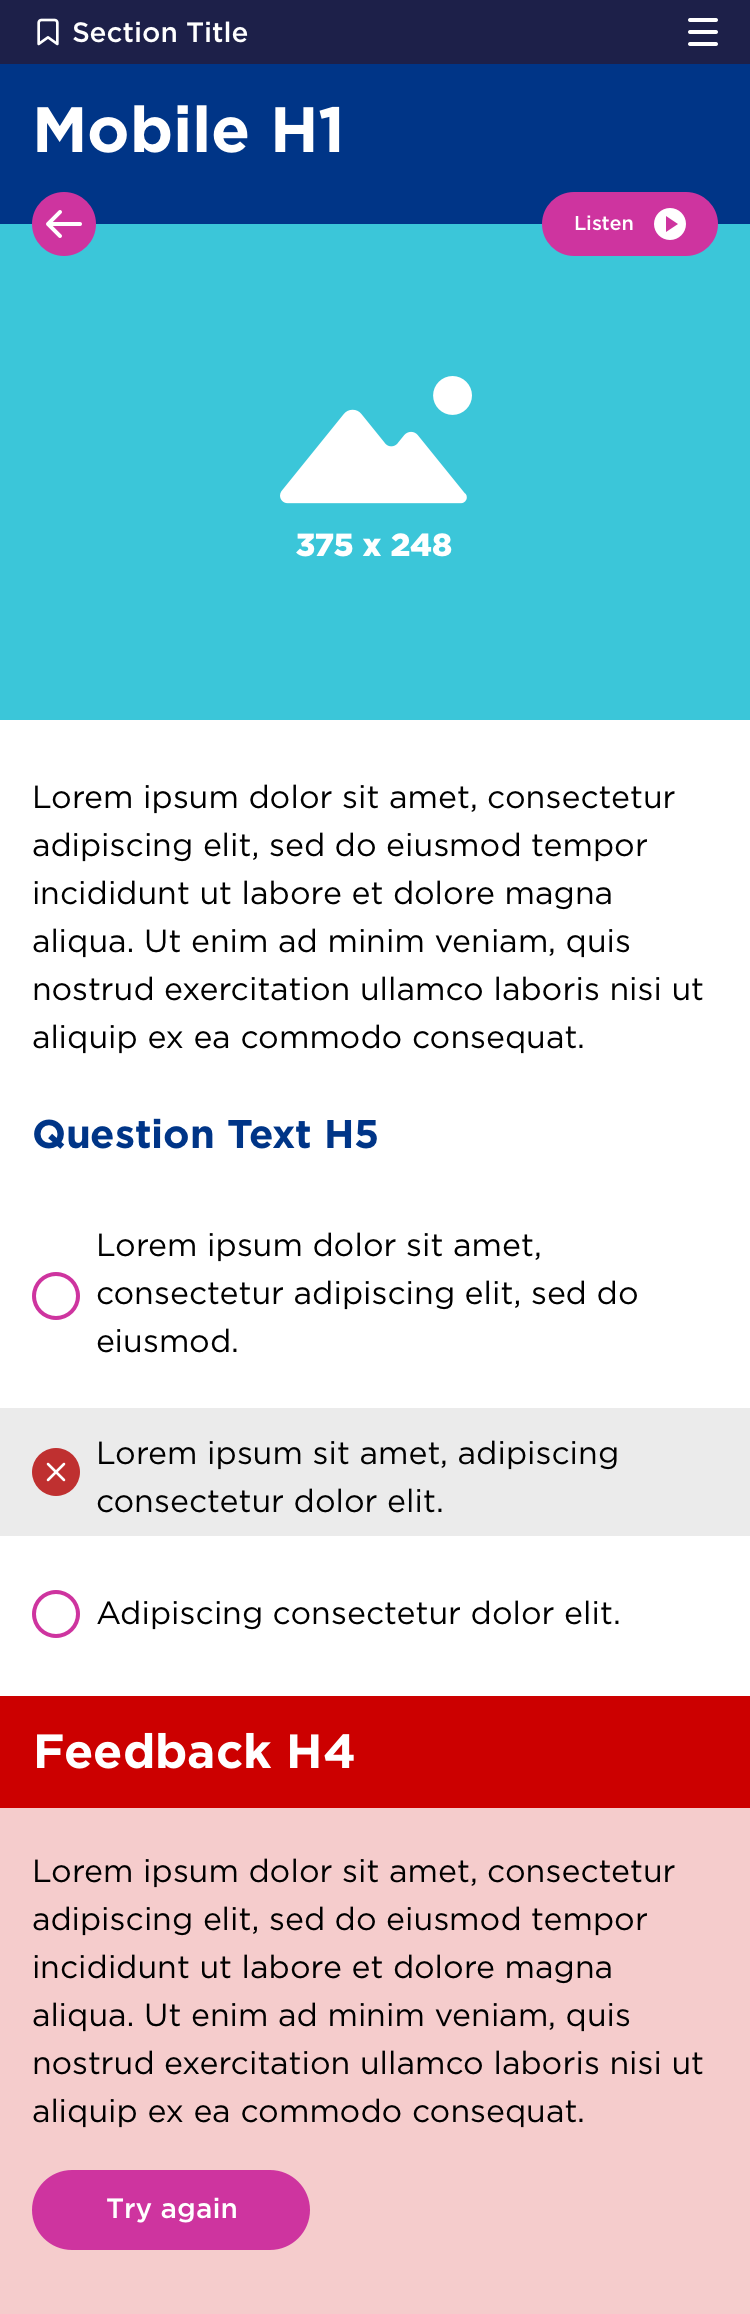 Section Title
Mobile H1
Listen
375 x 248
Lorem ipsum dolor sit amet, consectetur
adipiscing elit, sed do eiusmod tempor
incididunt ut labore et dolore magna
aliqua. Ut enim ad minim veniam, quis
nostrud exercitation ullamco laboris nisi ut
aliquip ex ea commodo consequat.
Question Text H5
Lorem ipsum dolor sit amet,
consectetur adipiscing elit, sed do
eiusmod.
Lorem ipsum sit amet, adipiscing
consectetur dolor elit.
Adipiscing consectetur dolor elit.
Feedback H4
Lorem ipsum dolor sit amet, consectetur
adipiscing elit, sed do eiusmod tempor
incididunt ut labore et dolore magna
aliqua. Ut enim ad minim veniam, quis
nostrud exercitation ullamco laboris nisi ut
aliquip ex ea commodo consequat.
Try again